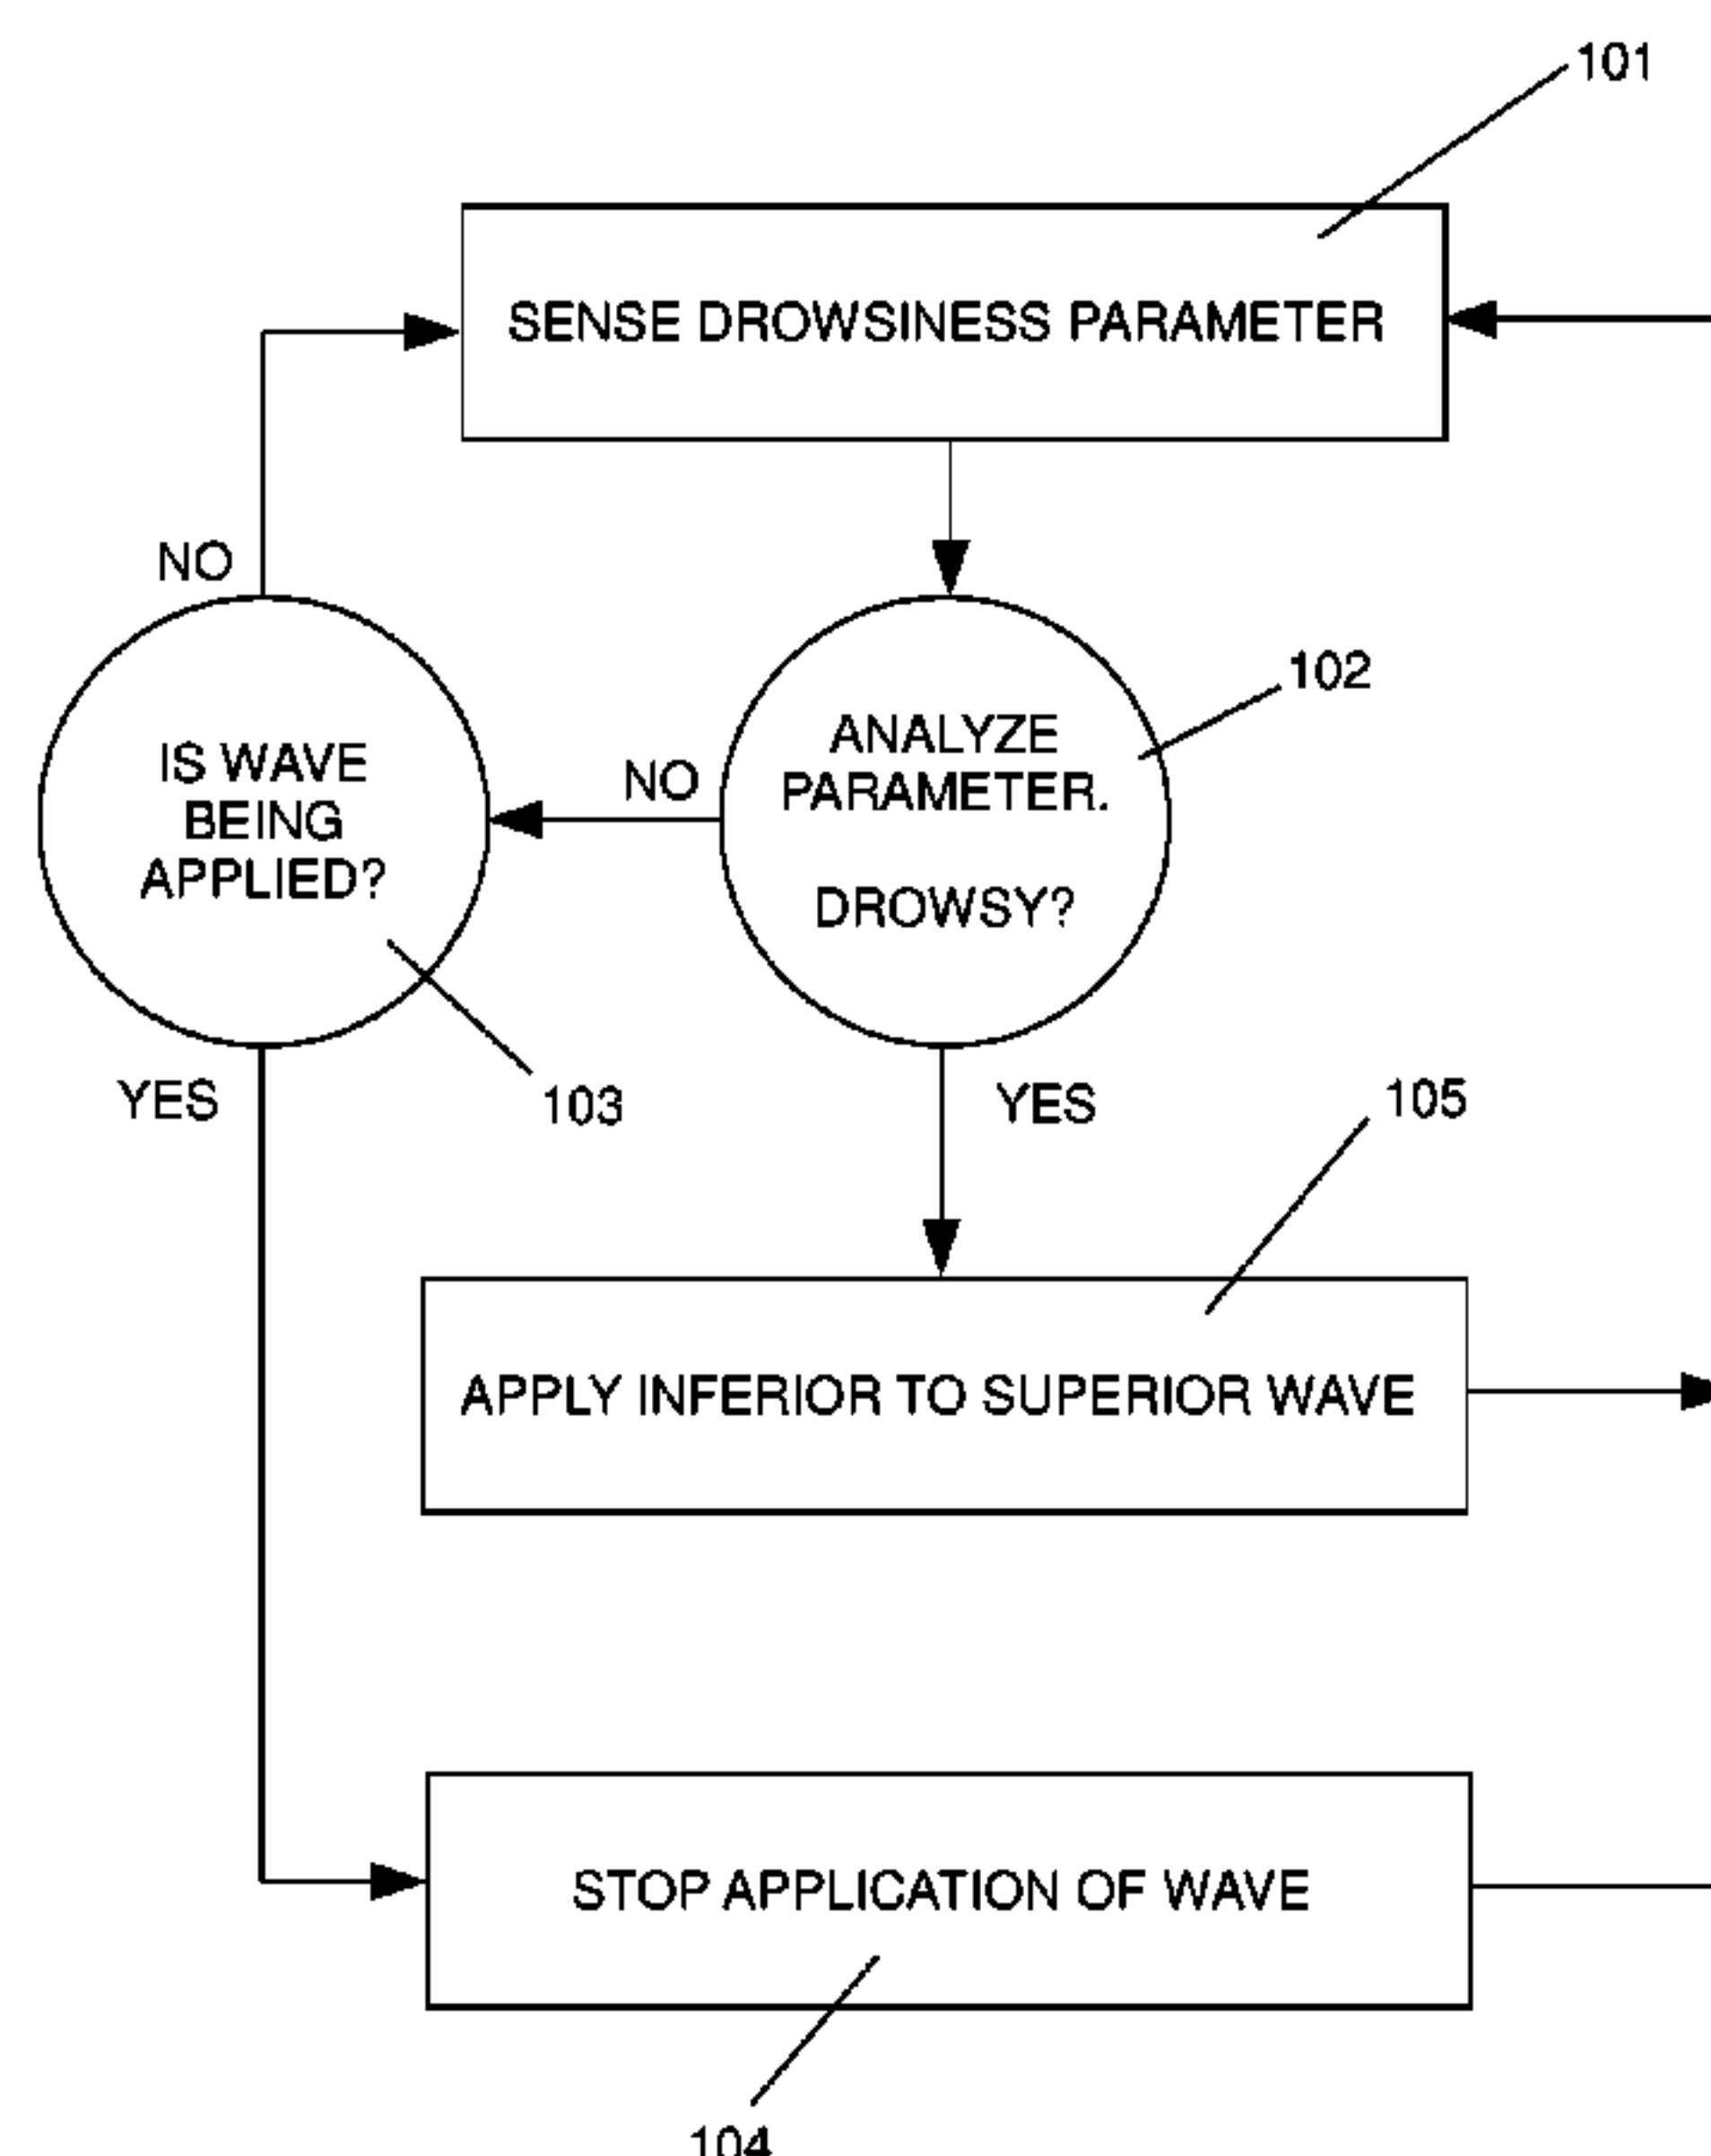 101
SENSE DROWSINESS PARAMETER
NO
102
IS WAVE
BEING
APPLIED?
NO
ANALYZE
PARAMETER.
DROWSY?
YES
103
YES
105
APPLY INFERIOR TO SUPERIOR WAVE
STOP APPLICATION OF WAVE
104